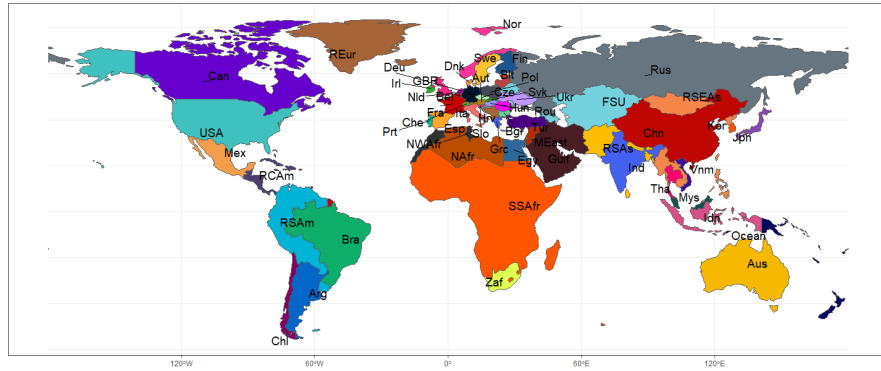 Nor
REur
Swe
Fin
Deu
Dnk
Rus
Can
Irl
GBR
Aut
Blt
Pol
Nld
Bel
Cze
Svk
Ukr
RSEAs
FSU
Hun
Fra
Ita
Rou
USA
Che
Hrv
Kor
Prt
Esp
Slo
Bgr
Tur
Chn
Jph
Mex
NWAfr
Grc
MEast
RSAs
NAfr
Egy
Gulf
Ind
Vnm
RCAm
Tha
Mys
SSAfr
Idn
RSAm
Bra
Ocean
Aus
Zaf
Arg
Chl
120°W
60°W
0°
60°E
120°E